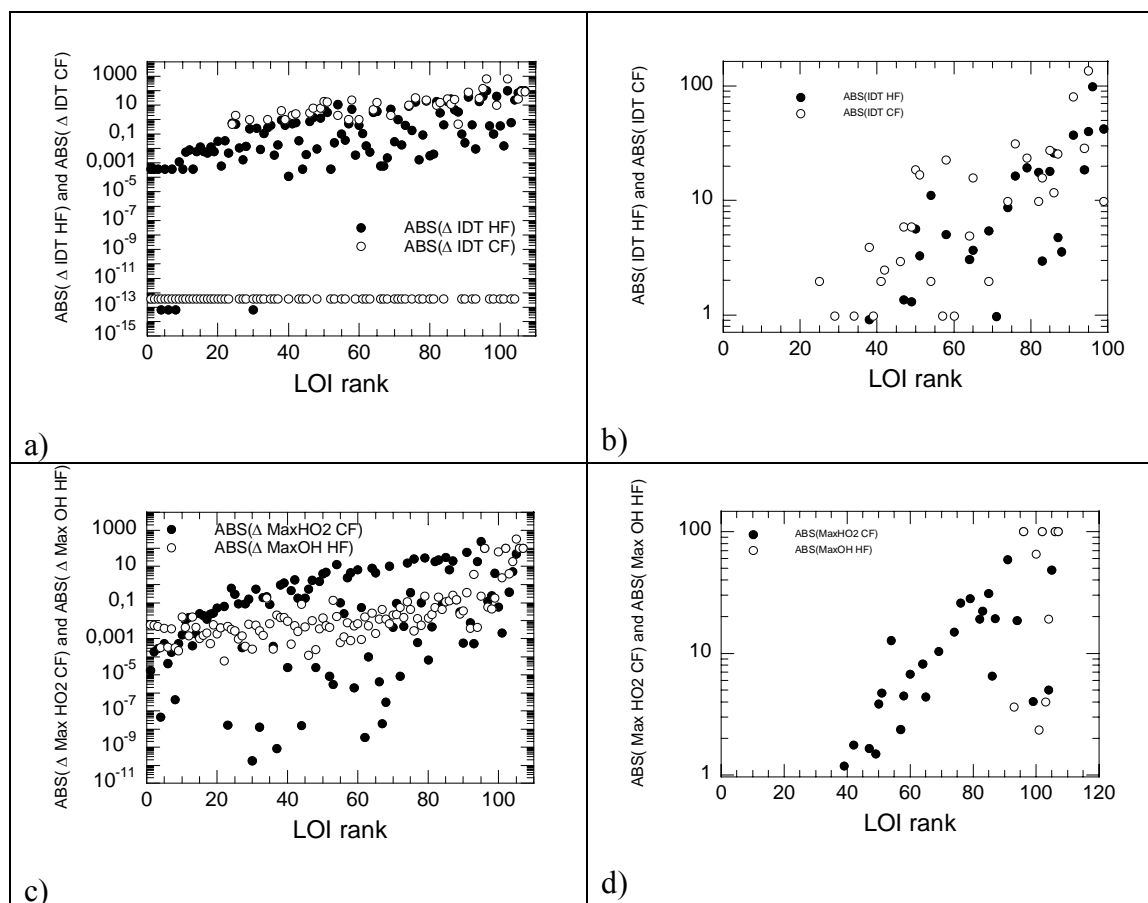 ABS(Δ IDT HF) and ABS(Δ IDT CF)
1000
10
0,1
0,001
10-5
10-7
10-9
10-11
10-13
10-15
ABS(Δ IDT HF)
ABS(Δ IDT CF)
0 20 40 60 80 100
LOI rank
a)
ABS( IDT HF) and ABS( IDT CF)
100
10
1
ABS(IDT HF)
ABS(IDT CF)
0 20 40 60 80 100
LOI rank
b)
ABS(Δ Max HO2 CF) and ABS(Δ Max OH HF)
1000
10
0,1
0,001
10-5
10-7
10-9
10-11
ABS(Δ MaxHO2 CF)
ABS(Δ MaxOH HF)
0 20 40 60 80 100
LOI rank
c)
ABS( Max HO2 CF) and ABS( Max OH HF)
100
10
1
ABS(MaxHO2 CF)
ABS(MaxOH HF)
0 20 40 60 80 100 120
LOI rank
d)